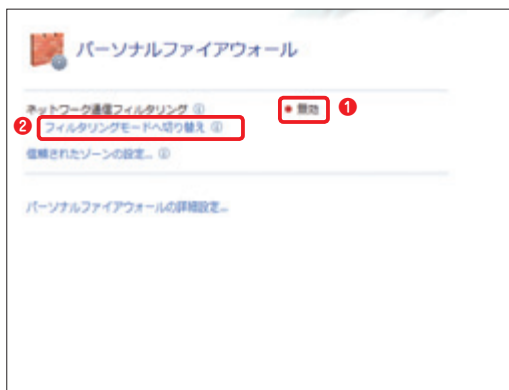 パーソナルファイアウォール
ネットワーク通信フィルタリング ⓘ ● 無効 ❶
❷ フィルタリングモードへ切り替え ⓘ
信頼されたゾーンの設定... ⓘ
パーソナルファイアウォールの詳細設定...